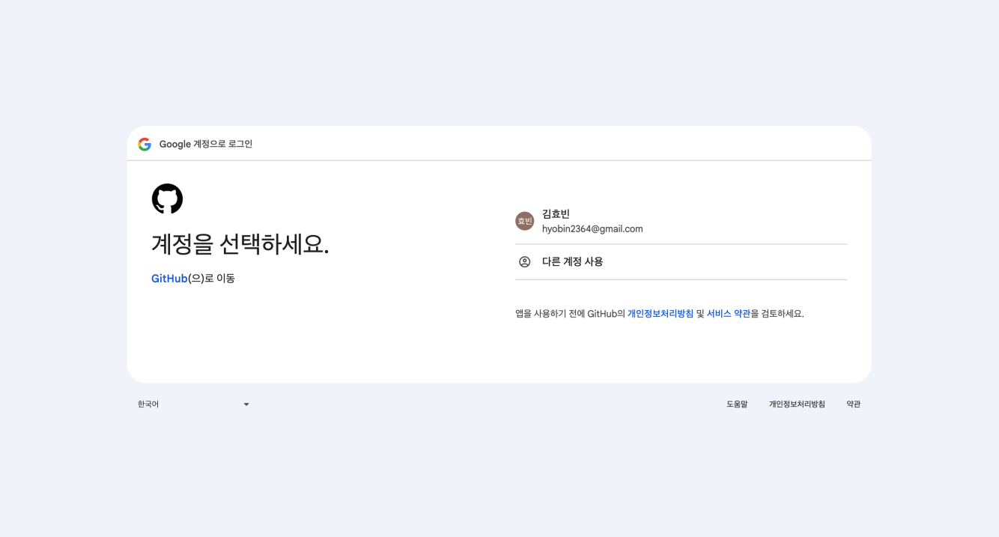 Google 계정으로 로그인
계정을 선택하세요.
GitHub(으)로 이동
효빈
김효빈
hyobin2364@gmail.com
다른 계정 사용
앱을 사용하기 전에 GitHub의 개인정보처리방침 및 서비스 약관을 검토하세요.
한국어
도움말 개인정보처리방침 약관